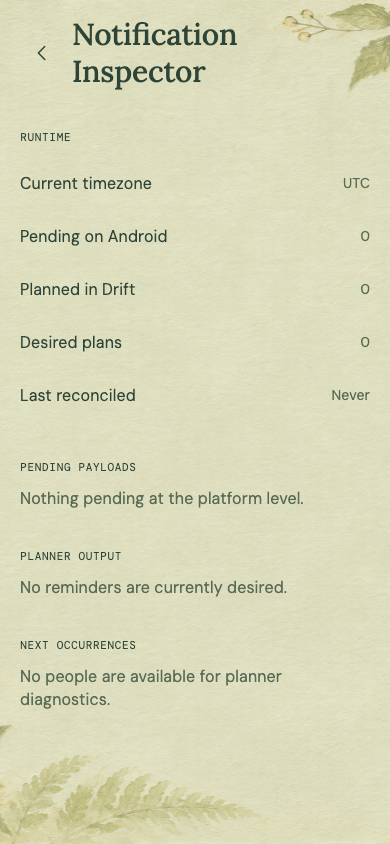 Notification
Inspector
RUNTIME
Current timezone UTC
Pending on Android 0
Planned in Drift 0
Desired plans 0
Last reconciled Never
PENDING PAYLOADS
Nothing pending at the platform level.
PLANNER OUTPUT
No reminders are currently desired.
NEXT OCCURRENCES
No people are available for planner
diagnostics.